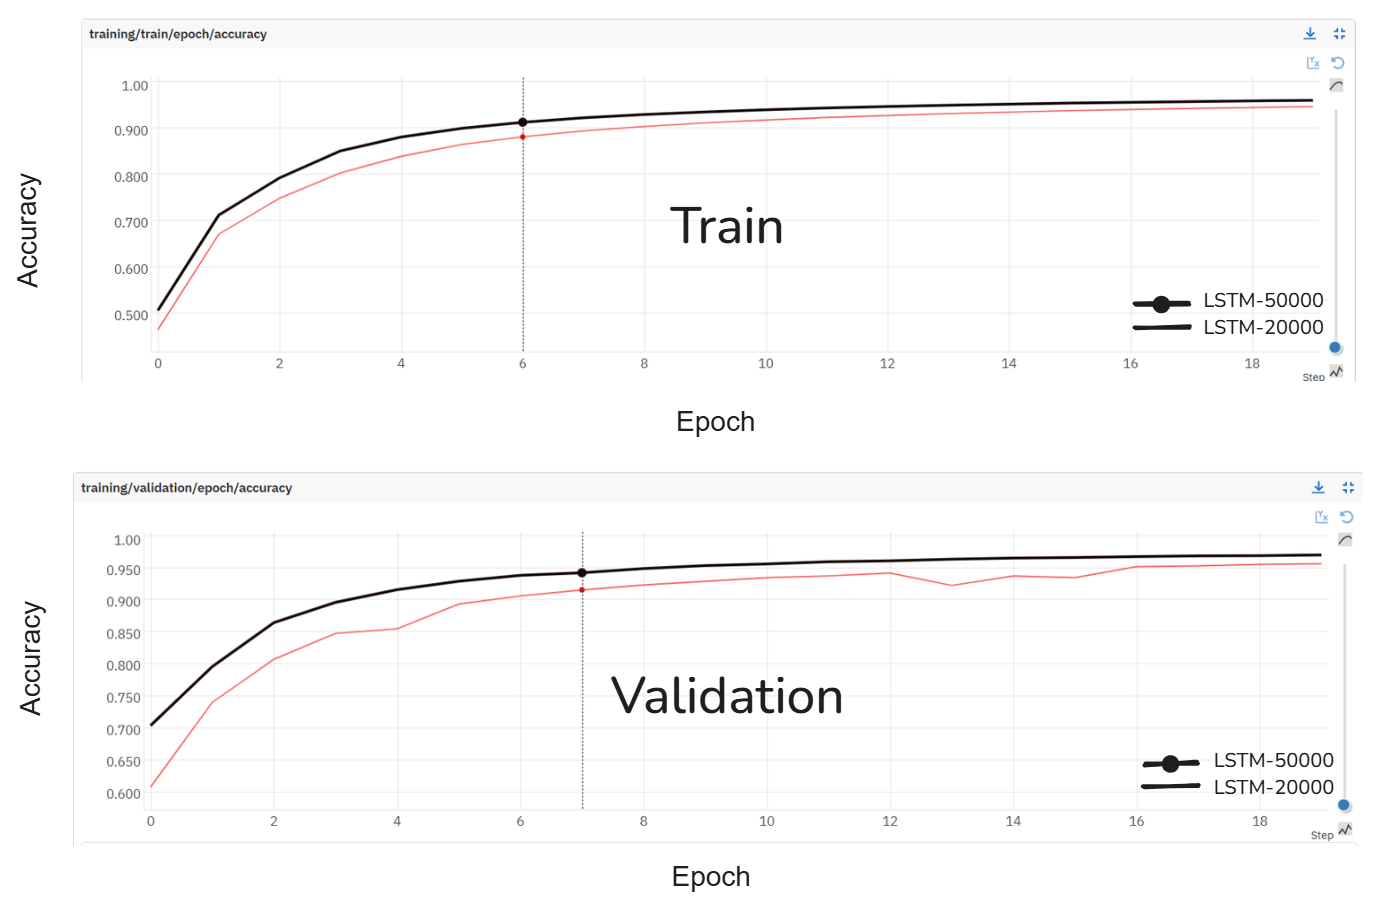 training/train/epoch/accuracy
1.00
0.900
0.800
0.700
0.600
0.500
Accuracy
Train
LSTM-50000
LSTM-20000
0 2 4 6 8 10 12 14 16 18
Step
Epoch
training/validation/epoch/accuracy
1.00
0.950
0.900
0.850
0.800
0.750
0.700
0.650
0.600
Accuracy
Validation
LSTM-50000
LSTM-20000
0 2 4 6 8 10 12 14 16 18
Step
Epoch